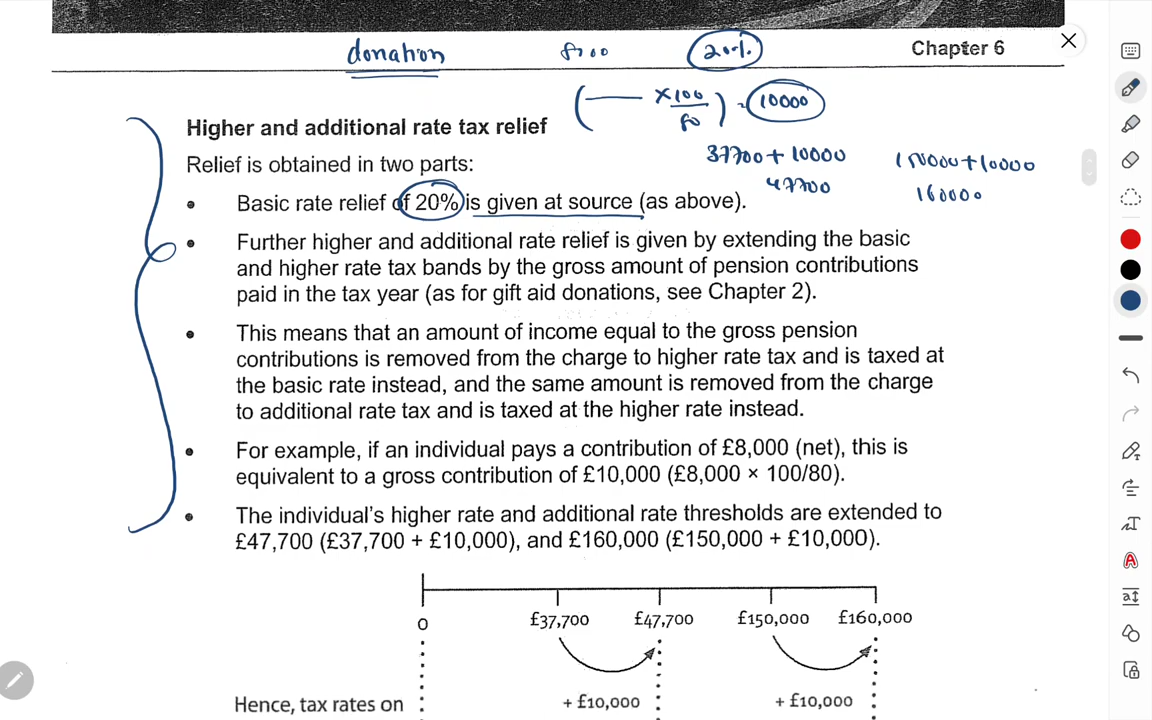 donation 8000 20% Chapter 6
( —— ×100/80 ) = 10000
Higher and additional rate tax relief
37700 + 10000 150000 + 10000
Relief is obtained in two parts:
47700 160000
• Basic rate relief of 20% is given at source (as above).
• Further higher and additional rate relief is given by extending the basic
and higher rate tax bands by the gross amount of pension contributions
paid in the tax year (as for gift aid donations, see Chapter 2).
• This means that an amount of income equal to the gross pension
contributions is removed from the charge to higher rate tax and is taxed at
the basic rate instead, and the same amount is removed from the charge
to additional rate tax and is taxed at the higher rate instead.
• For example, if an individual pays a contribution of £8,000 (net), this is
equivalent to a gross contribution of £10,000 (£8,000 × 100/80).
• The individual's higher rate and additional rate thresholds are extended to
£47,700 (£37,700 + £10,000), and £160,000 (£150,000 + £10,000).
0 £37,700 £47,700 £150,000 £160,000
Hence, tax rates on + £10,000 + £10,000